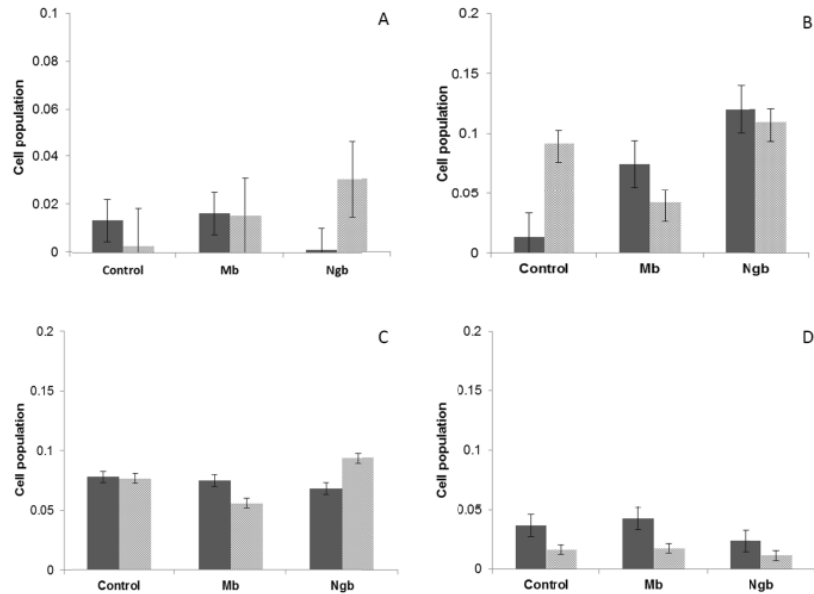 A
Cell population
0.1
0.08
0.06
0.04
0.02
0
Control Mb Ngb
B
Cell population
0.2
0.15
0.1
0.05
0
Control Mb Ngb
C
Cell population
0.2
0.15
0.1
0.05
0
Control Mb Ngb
D
Cell population
0.2
0.15
0.1
0.05
0
Control Mb Ngb